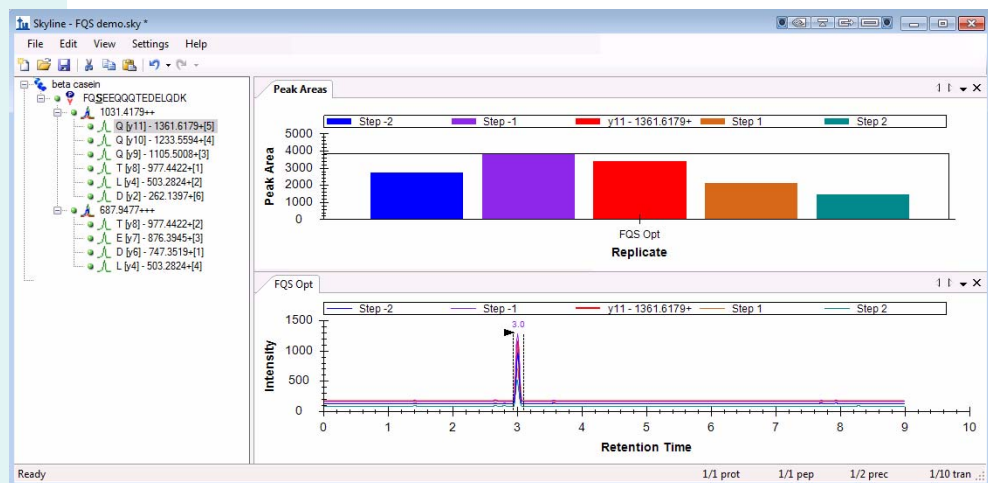 Skyline - FQS demo.sky *
File Edit View Settings Help
beta casein
FQSEEQQQTEDELQDK
1031.4179++
Q [y11] - 1361.6179+[5]
Q [y10] - 1233.5594+[4]
Q [y9] - 1105.5008+[3]
T [y8] - 977.4422+[1]
L [y4] - 503.2824+[2]
D [y2] - 262.1397+[6]
687.9477+++
T [y8] - 977.4422+[2]
E [y7] - 876.3945+[3]
D [y6] - 747.3519+[1]
L [y4] - 503.2824+[4]
Peak Areas
Step -2 Step -1 y11 - 1361.6179+ Step 1 Step 2
Peak Area
5000
4000
3000
2000
1000
0
FQS Opt
Replicate
FQS Opt
Step -2 Step -1 y11 - 1361.6179+ Step 1 Step 2
Intensity
1500
1000
500
0
3.0
0 1 2 3 4 5 6 7 8 9 10
Retention Time
Ready 1/1 prot 1/1 pep 1/2 prec 1/10 tran